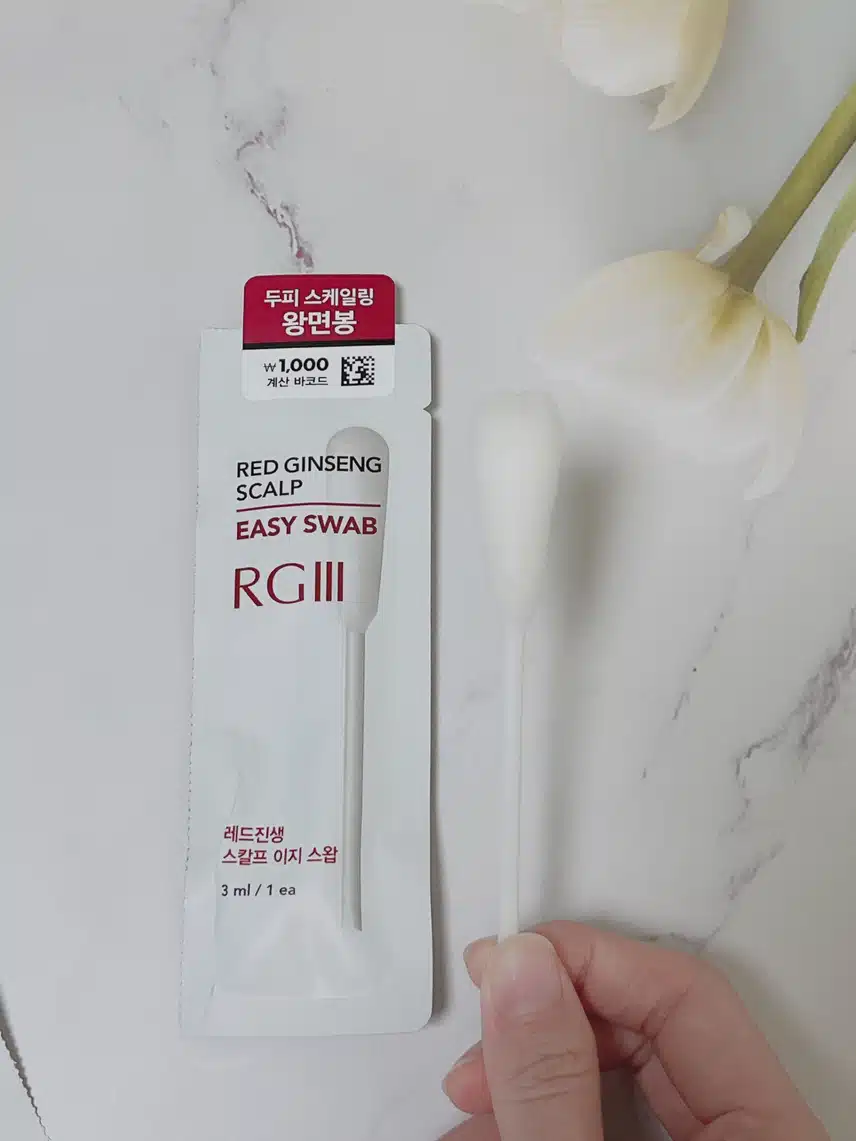 두피 스케일링
왕면봉
₩1,000
계산 바코드
RED GINSENG
SCALP
EASY SWAB
RGIII
레드진생
스칼프 이지 스왑
3 ml / 1 ea